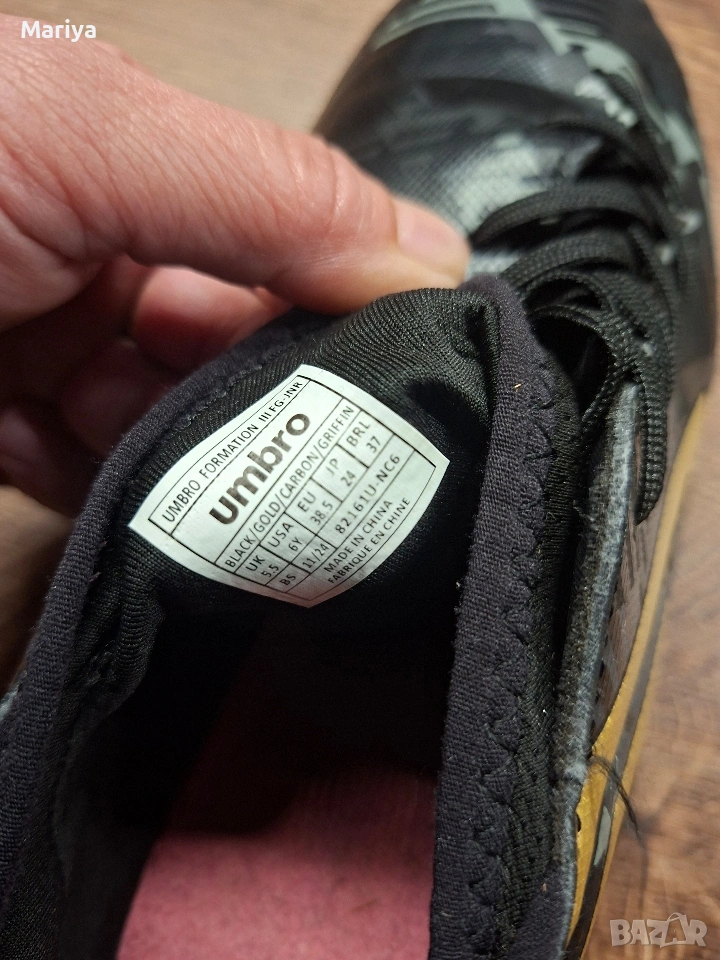 Mariya
UMBRO FORMATION III FG-JNR
umbro
BLACK/GOLD/CARBON/GRIFFIN
UK USA EU JP BRL
5.5 6Y 38.5 24 37
BS 11/24 82161U-NC6
MADE IN CHINA
FABRIQUE EN CHINE
BAZAR